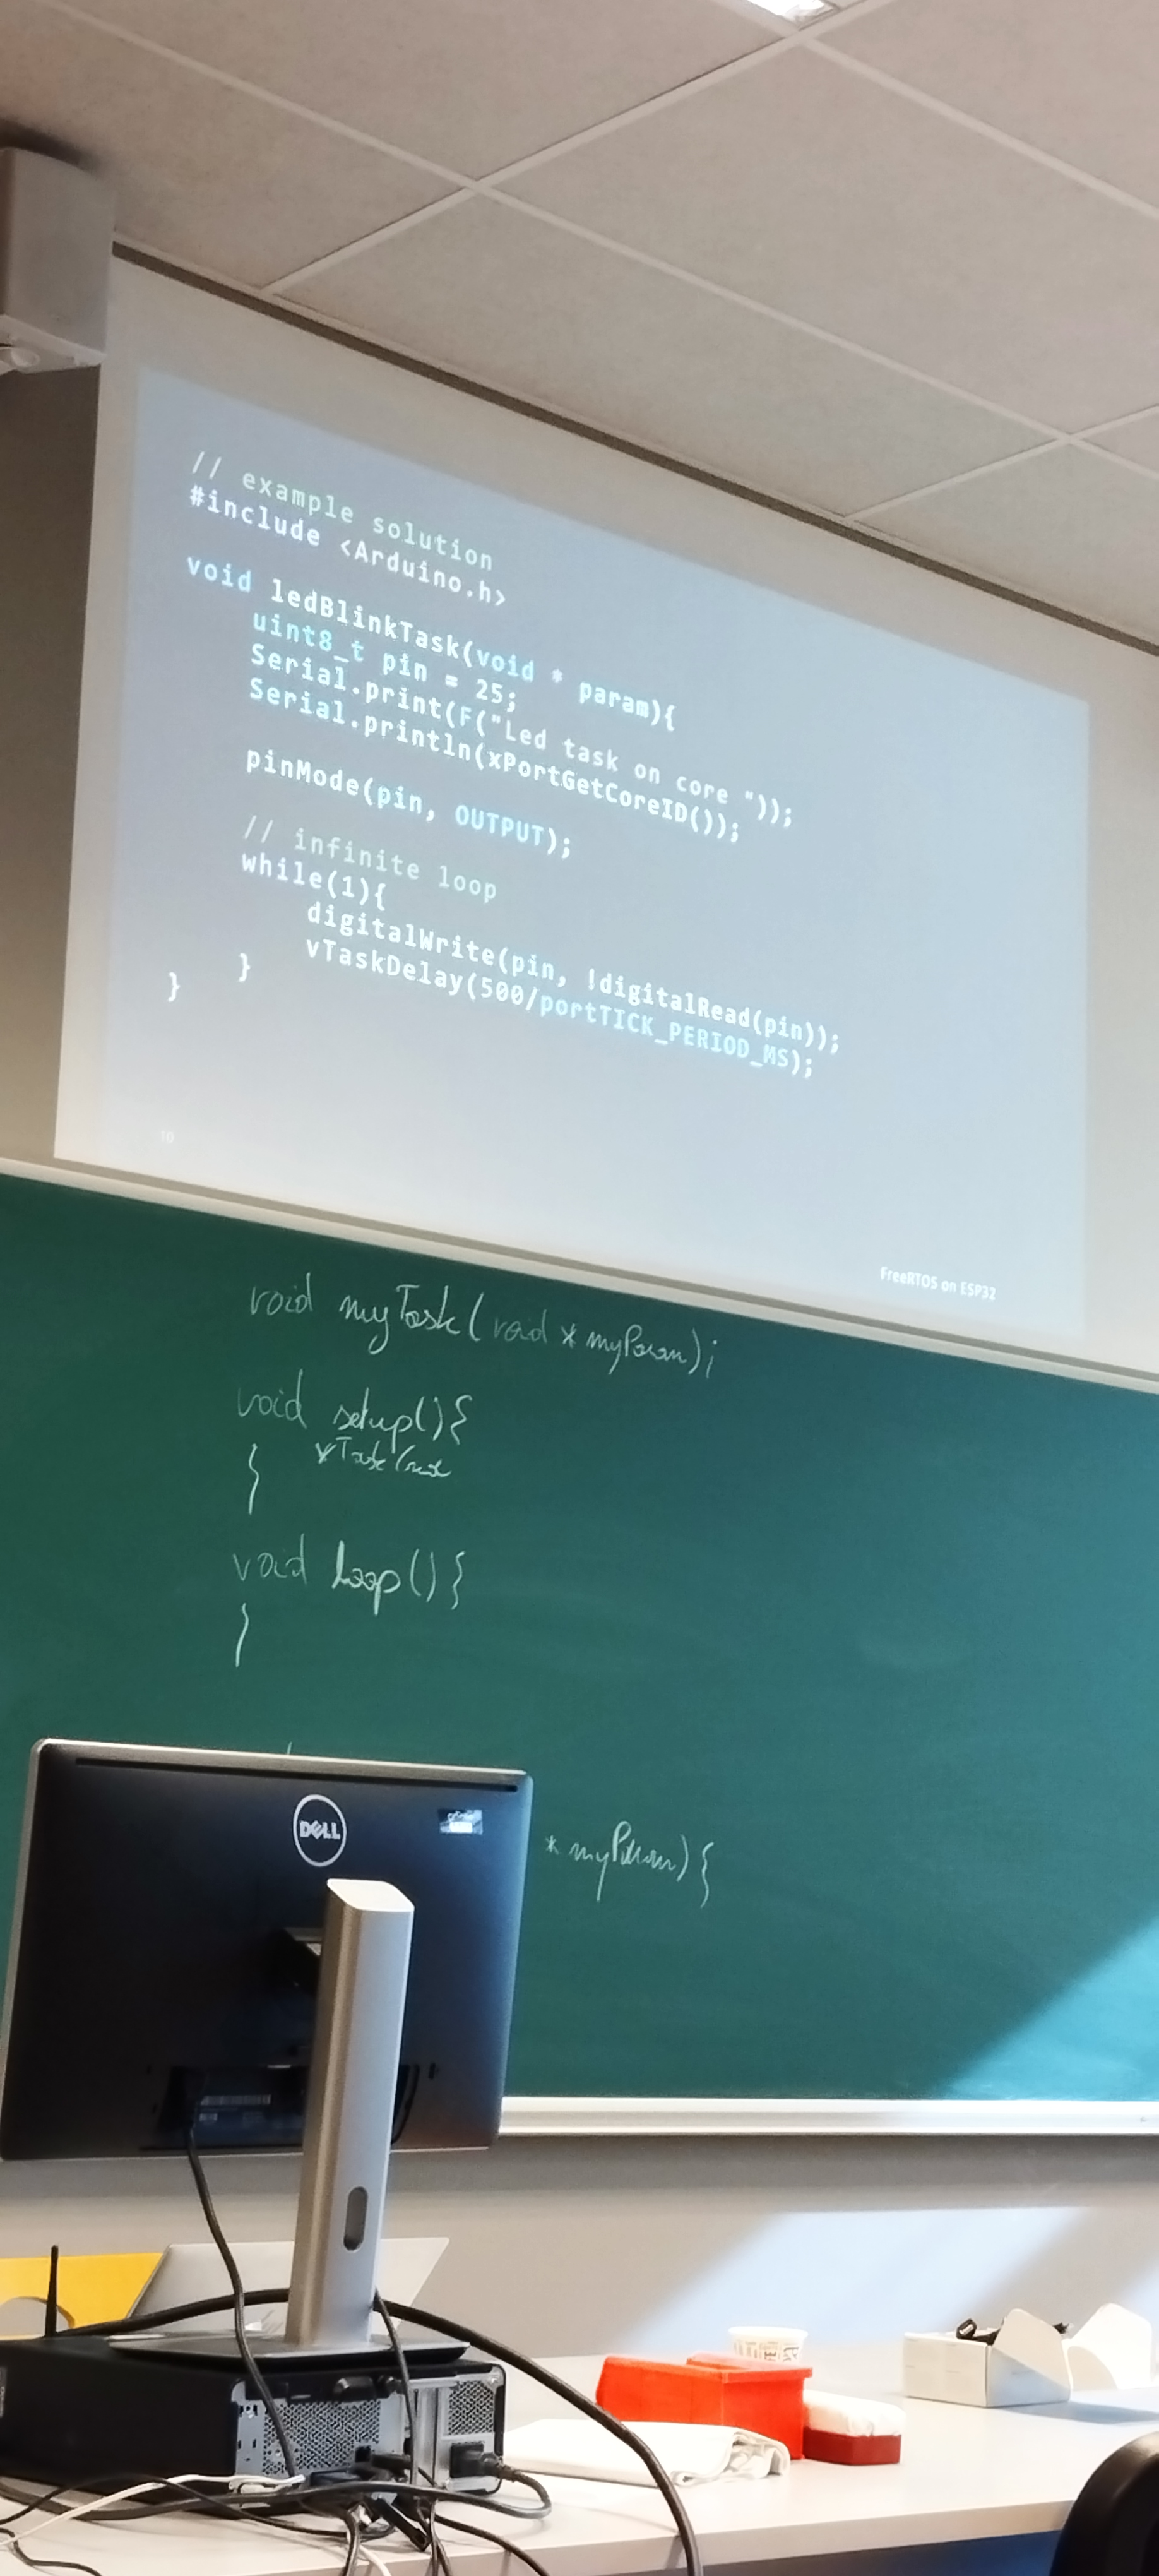 // example solution
#include <Arduino.h>
void ledBlinkTask(void * param){
uint8_t pin = 25;
Serial.print(F("Led task on core "));
Serial.println(xPortGetCoreID());
pinMode(pin, OUTPUT);
// infinite loop
while(1){
digitalWrite(pin, !digitalRead(pin));
vTaskDelay(500/portTICK_PERIOD_MS);
}
}
10
FreeRTOS on ESP32
void myTask(void * myParam);
void setup(){
xTaskCreate
}
void loop(){
}
* myParam){
DELL